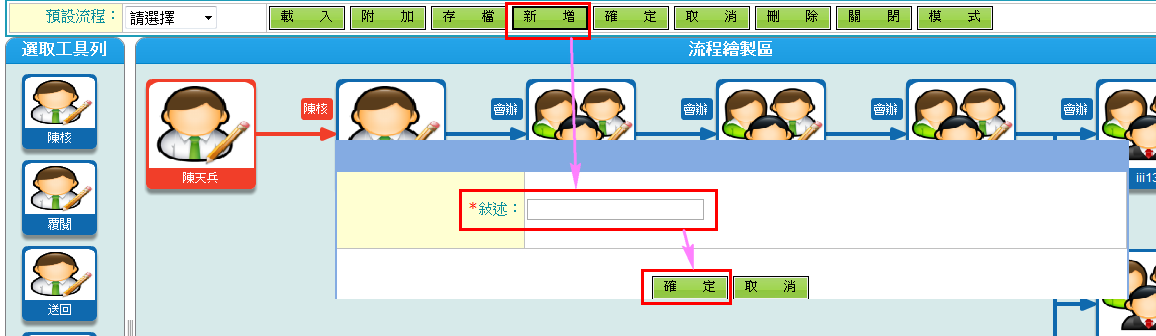 預設流程： 請選擇 載 入 附 加 存 檔 新 增 確 定 取 消 刪 除 關 閉 模 式
選取工具列 流程繪製區
陳核 會辦 會辦 會辦 會辦
陳核
陳天兵 iii13
*敍述：
覆閱
確 定 取 消
送回